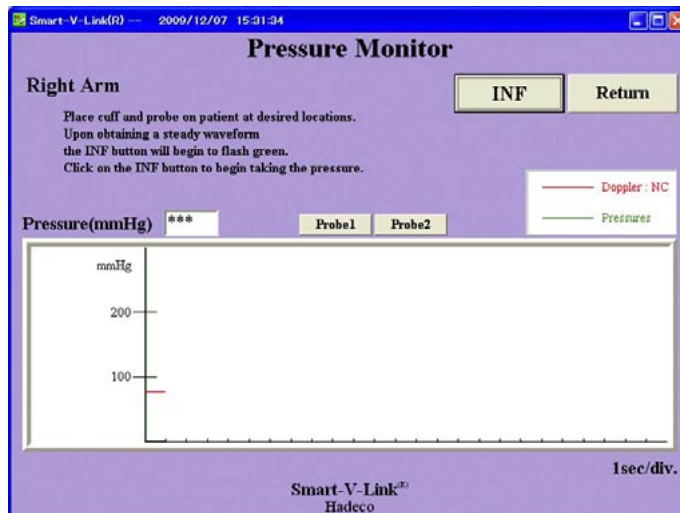 Smart-V-Link(R) --- 2009/12/07 15:31:34
Pressure Monitor
Right Arm
INF
Return
Place cuff and probe on patient at desired locations.
Upon obtaining a steady waveform
the INF button will begin to flash green.
Click on the INF button to begin taking the pressure.
Doppler : NC
Pressures
Pressure(mmHg) ***
Probe1
Probe2
mmHg
200
100
1sec/div.
Smart-V-Link(R)
Hadeco